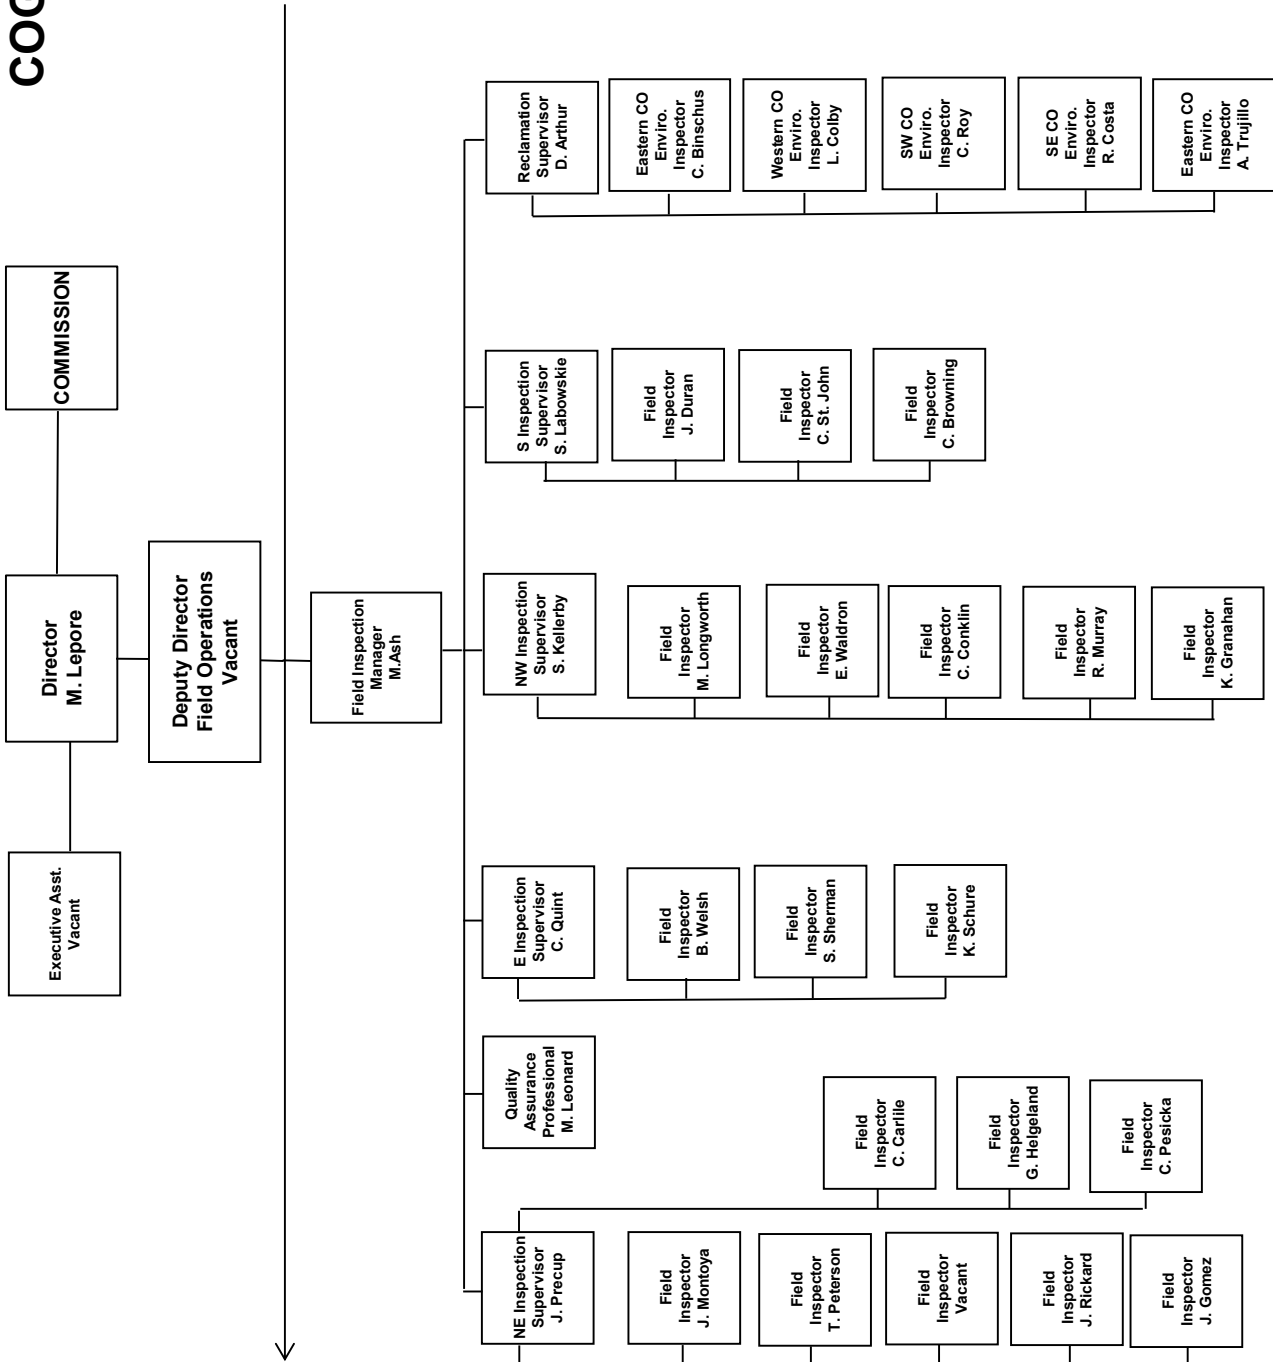 COG
COMMISSION
Director
M. Lepore
Executive Asst.
Vacant
Deputy Director
Field Operations
Vacant
Field Inspection
Manager
M.Ash
NE Inspection
Supervisor
J. Precup
Field
Inspector
J. Montoya
Field
Inspector
T. Peterson
Field
Inspector
Vacant
Field
Inspector
J. Rickard
Field
Inspector
J. Gomez
Field
Inspector
C. Carlile
Field
Inspector
G. Helgeland
Field
Inspector
C. Pesicka
Quality
Assurance
Professional
M. Leonard
E Inspection
Supervisor
C. Quint
Field
Inspector
B. Welsh
Field
Inspector
S. Sherman
Field
Inspector
K. Schure
NW Inspection
Supervisor
S. Kellerby
Field
Inspector
M. Longworth
Field
Inspector
E. Waldron
Field
Inspector
C. Conklin
Field
Inspector
R. Murray
Field
Inspector
K. Granahan
S Inspection
Supervisor
S. Labowskie
Field
Inspector
J. Duran
Field
Inspector
C. St. John
Field
Inspector
C. Browning
Reclamation
Supervisor
D. Arthur
Eastern CO
Enviro.
Inspector
C. Binschus
Western CO
Enviro.
Inspector
L. Colby
SW CO
Enviro.
Inspector
C. Roy
SE CO
Enviro.
Inspector
R. Costa
Eastern CO
Enviro.
Inspector
A. Trujillo